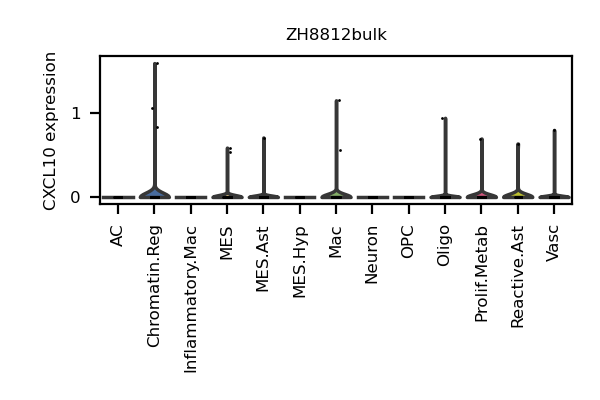 ZH8812bulk
CXCL10 expression
1
0
AC
Chromatin.Reg
Inflammatory.Mac
MES
MES.Ast
MES.Hyp
Mac
Neuron
OPC
Oligo
Prolif.Metab
Reactive.Ast
Vasc